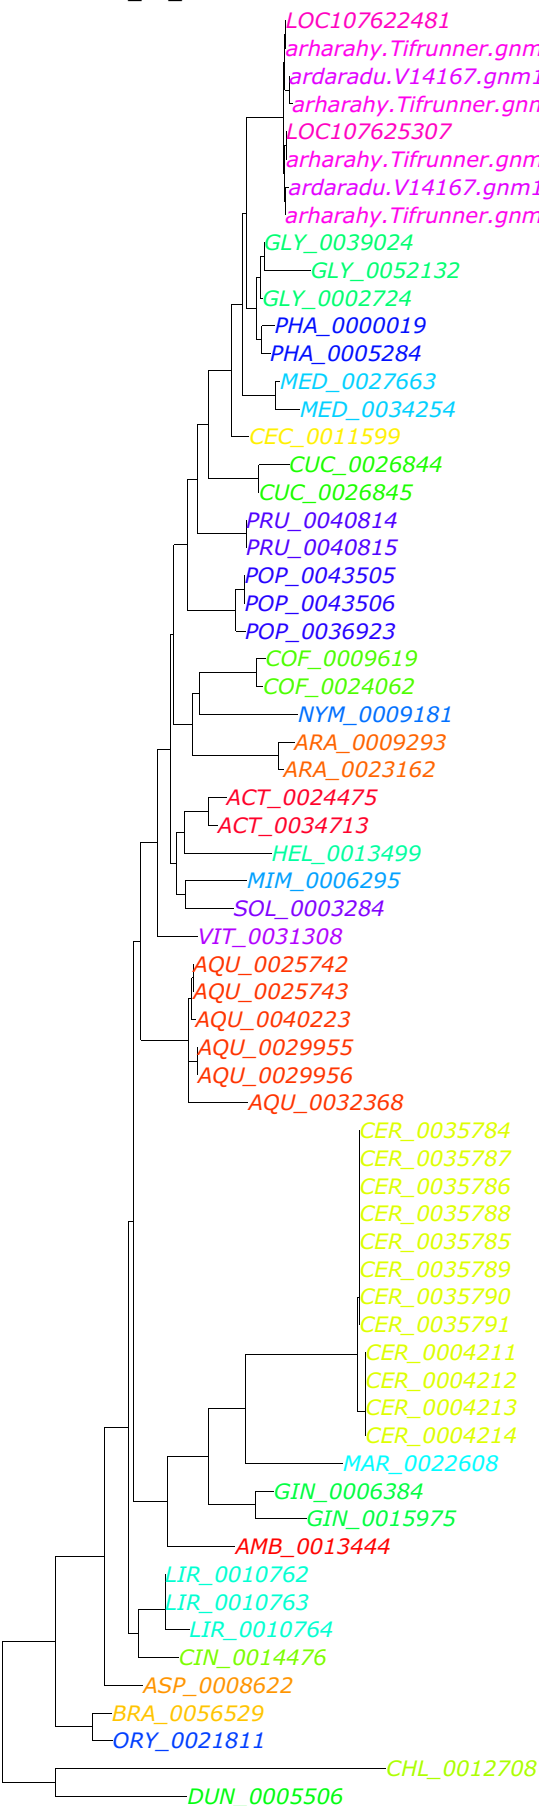 LOC107622481
arharahy.Tifrunner.gnm
ardaradu.V14167.gnm1
arharahy.Tifrunner.gnm
LOC107625307
arharahy.Tifrunner.gnm
ardaradu.V14167.gnm1
arharahy.Tifrunner.gnm
GLY_0039024
GLY_0052132
GLY_0002724
PHA_0000019
PHA_0005284
MED_0027663
MED_0034254
CEC_0011599
CUC_0026844
CUC_0026845
PRU_0040814
PRU_0040815
POP_0043505
POP_0043506
POP_0036923
COF_0009619
COF_0024062
NYM_0009181
ARA_0009293
ARA_0023162
ACT_0024475
ACT_0034713
HEL_0013499
MIM_0006295
SOL_0003284
VIT_0031308
AQU_0025742
AQU_0025743
AQU_0040223
AQU_0029955
AQU_0029956
AQU_0032368
CER_0035784
CER_0035787
CER_0035786
CER_0035788
CER_0035785
CER_0035789
CER_0035790
CER_0035791
CER_0004211
CER_0004212
CER_0004213
CER_0004214
MAR_0022608
GIN_0006384
GIN_0015975
AMB_0013444
LIR_0010762
LIR_0010763
LIR_0010764
CIN_0014476
ASP_0008622
BRA_0056529
ORY_0021811
CHL_0012708
DUN_0005506